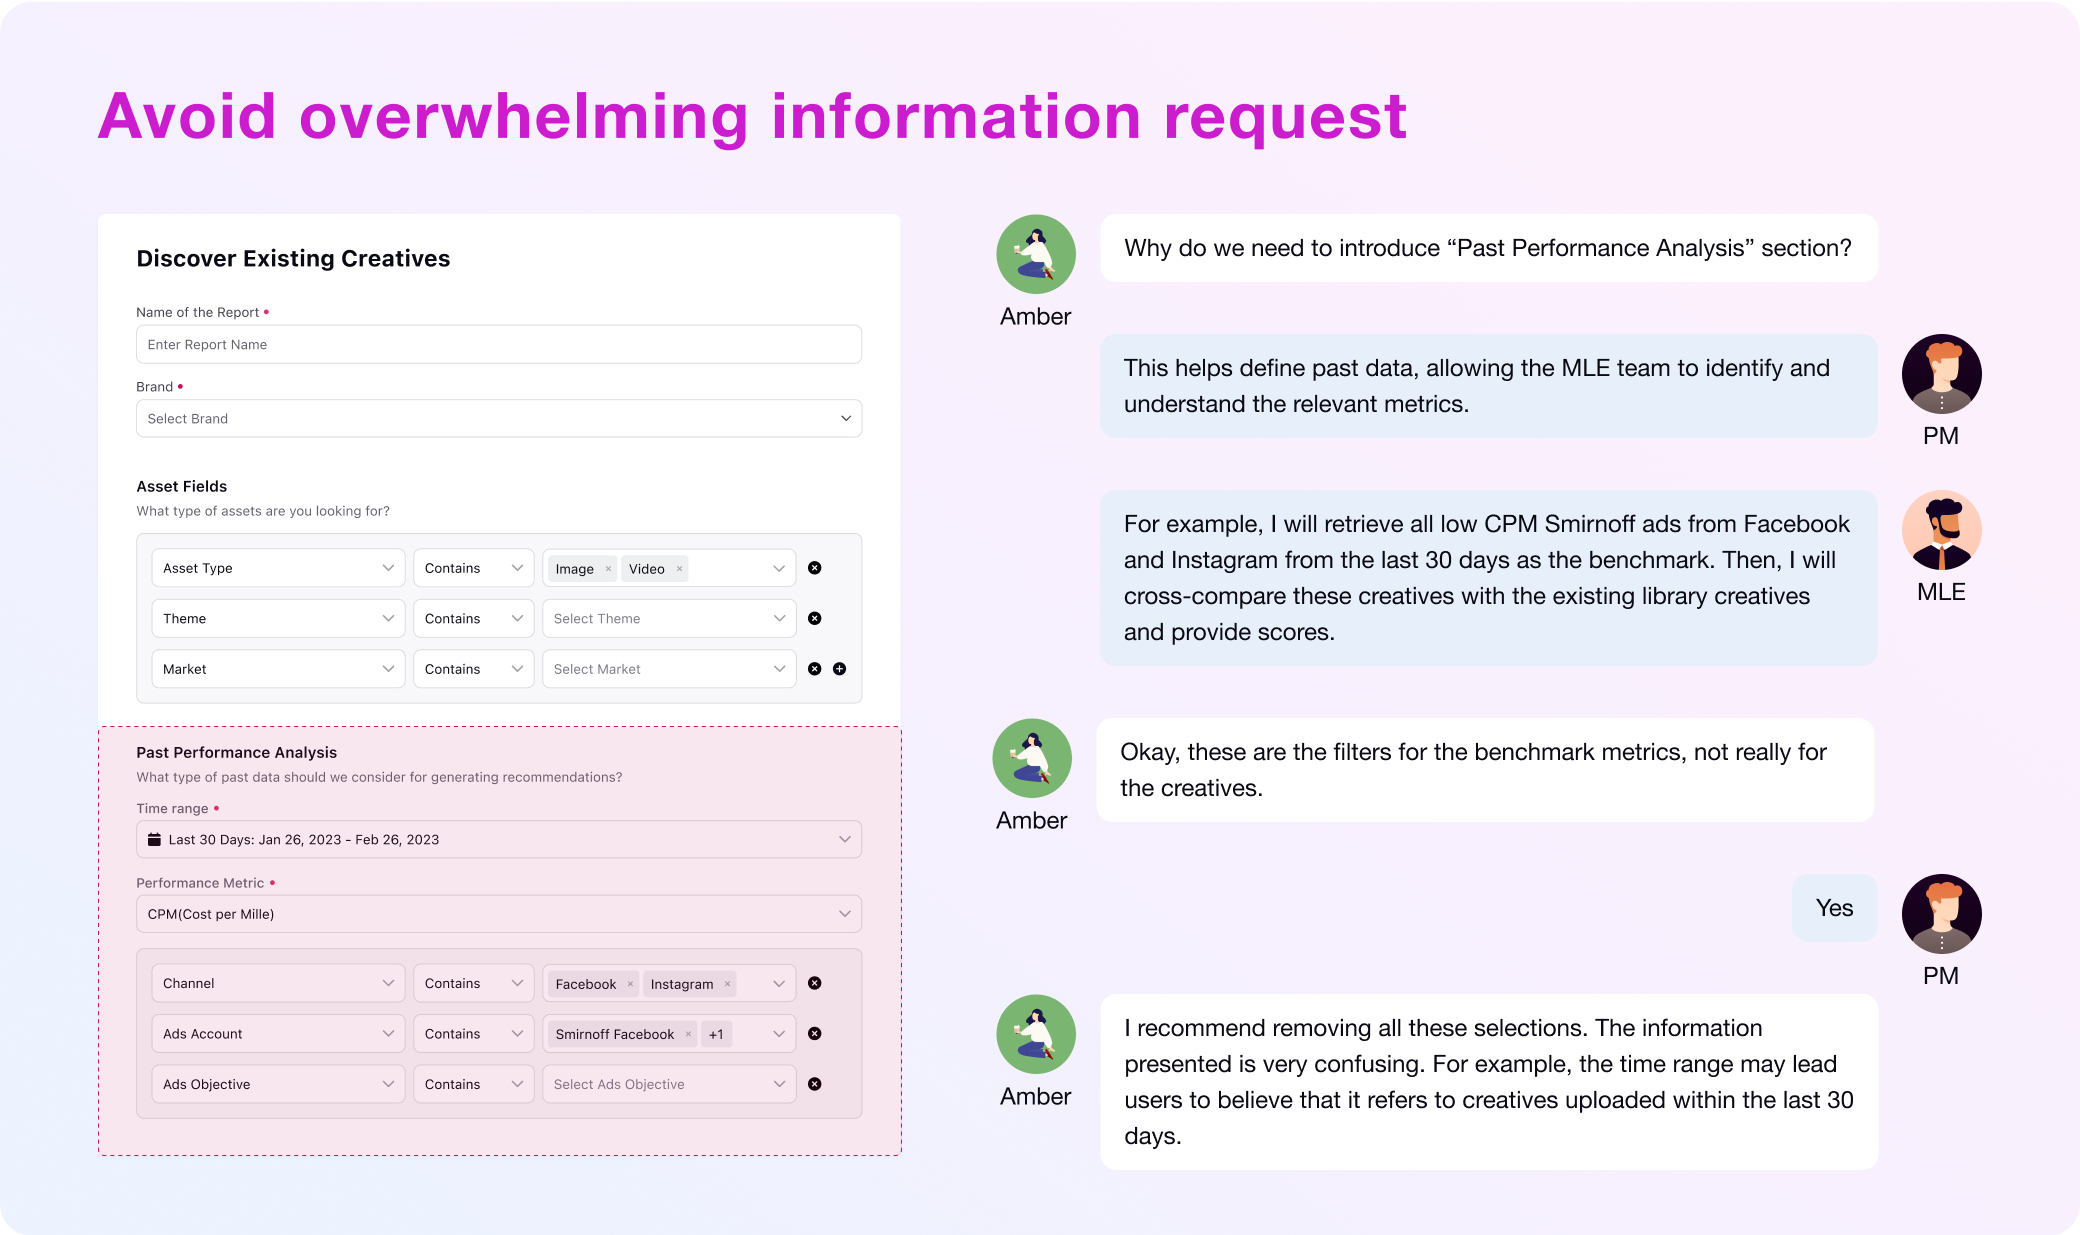 Avoid overwhelming information request
Discover Existing Creatives
Name of the Report •
Enter Report Name
Brand •
Select Brand
Asset Fields
What type of assets are you looking for?
Asset Type Contains Image × Video ×
Theme Contains Select Theme
Market Contains Select Market
Past Performance Analysis
What type of past data should we consider for generating recommendations?
Time range •
Last 30 Days: Jan 26, 2023 - Feb 26, 2023
Performance Metric •
CPM(Cost per Mille)
Channel Contains Facebook × Instagram ×
Ads Account Contains Smirnoff Facebook × +1
Ads Objective Contains Select Ads Objective
Why do we need to introduce “Past Performance Analysis” section?
Amber
This helps define past data, allowing the MLE team to identify and
understand the relevant metrics.
PM
For example, I will retrieve all low CPM Smirnoff ads from Facebook
and Instagram from the last 30 days as the benchmark. Then, I will
cross-compare these creatives with the existing library creatives
and provide scores.
MLE
Okay, these are the filters for the benchmark metrics, not really for
the creatives.
Amber
Yes
PM
I recommend removing all these selections. The information
presented is very confusing. For example, the time range may lead
users to believe that it refers to creatives uploaded within the last 30
days.
Amber